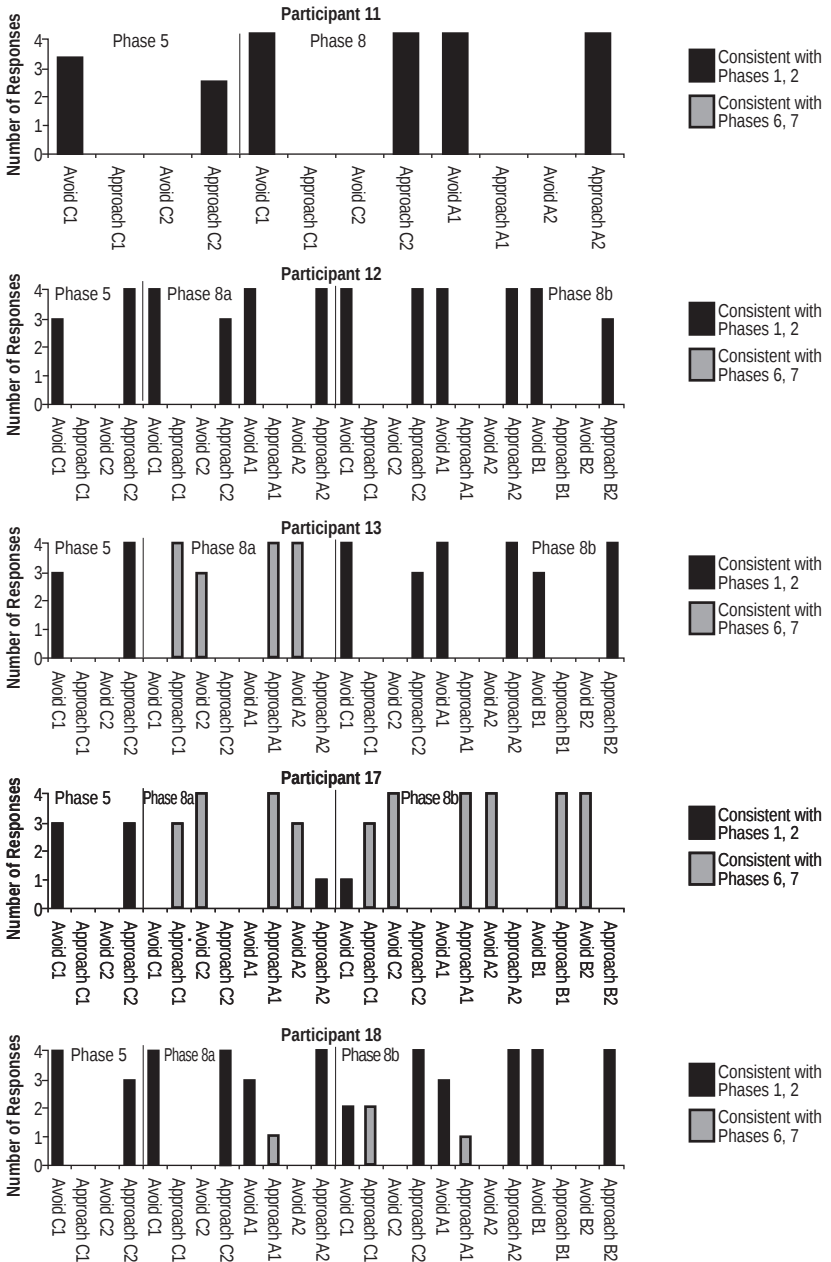 Participant 11
Number of Responses
4
3
2
1
0
Phase 5
Phase 8
Avoid C1
Approach C1
Avoid C2
Approach C2
Avoid C1
Approach C1
Avoid C2
Approach C2
Avoid A1
Approach A1
Avoid A2
Approach A2
Consistent with
Phases 1, 2
Consistent with
Phases 6, 7
Participant 12
Number of Responses
4
3
2
1
0
Phase 5
Phase 8a
Phase 8b
Avoid C1
Approach C1
Avoid C2
Approach C2
Avoid C1
Approach C1
Avoid C2
Approach C2
Avoid A1
Approach A1
Avoid A2
Approach A2
Avoid C1
Approach C1
Avoid C2
Approach C2
Avoid A1
Approach A1
Avoid A2
Approach A2
Avoid B1
Approach B1
Avoid B2
Approach B2
Consistent with
Phases 1, 2
Consistent with
Phases 6, 7
Participant 13
Number of Responses
4
3
2
1
0
Phase 5
Phase 8a
Phase 8b
Avoid C1
Approach C1
Avoid C2
Approach C2
Avoid C1
Approach C1
Avoid C2
Approach C2
Avoid A1
Approach A1
Avoid A2
Approach A2
Avoid C1
Approach C1
Avoid C2
Approach C2
Avoid A1
Approach A1
Avoid A2
Approach A2
Avoid B1
Approach B1
Avoid B2
Approach B2
Consistent with
Phases 1, 2
Consistent with
Phases 6, 7
Participant 17
Number of Responses
4
3
2
1
0
Phase 5
Phase 8a
Phase 8b
Avoid C1
Approach C1
Avoid C2
Approach C2
Avoid C1
Approach C1
Avoid C2
Approach C2
Avoid A1
Approach A1
Avoid A2
Approach A2
Avoid C1
Approach C1
Avoid C2
Approach C2
Avoid A1
Approach A1
Avoid A2
Approach A2
Avoid B1
Approach B1
Avoid B2
Approach B2
Consistent with
Phases 1, 2
Consistent with
Phases 6, 7
Participant 18
Number of Responses
4
3
2
1
0
Phase 5
Phase 8a
Phase 8b
Avoid C1
Approach C1
Avoid C2
Approach C2
Avoid C1
Approach C1
Avoid C2
Approach C2
Avoid A1
Approach A1
Avoid A2
Approach A2
Avoid C1
Approach C1
Avoid C2
Approach C2
Avoid A1
Approach A1
Avoid A2
Approach A2
Avoid B1
Approach B1
Avoid B2
Approach B2
Consistent with
Phases 1, 2
Consistent with
Phases 6, 7